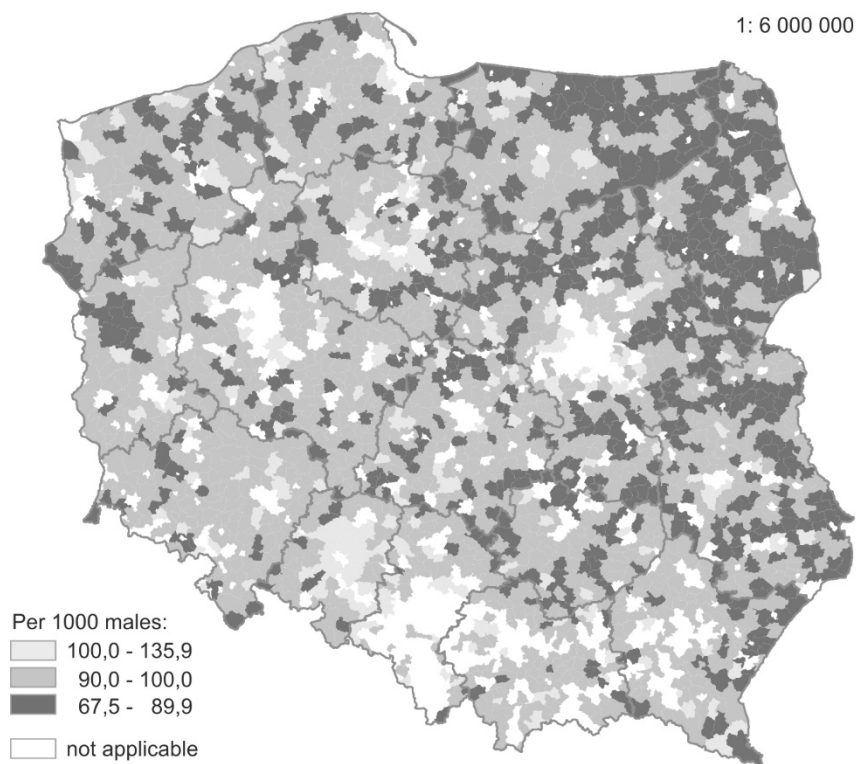 1: 6 000 000
Per 1000 males:
100,0 - 135,9
90,0 - 100,0
67,5 - 89,9
not applicable